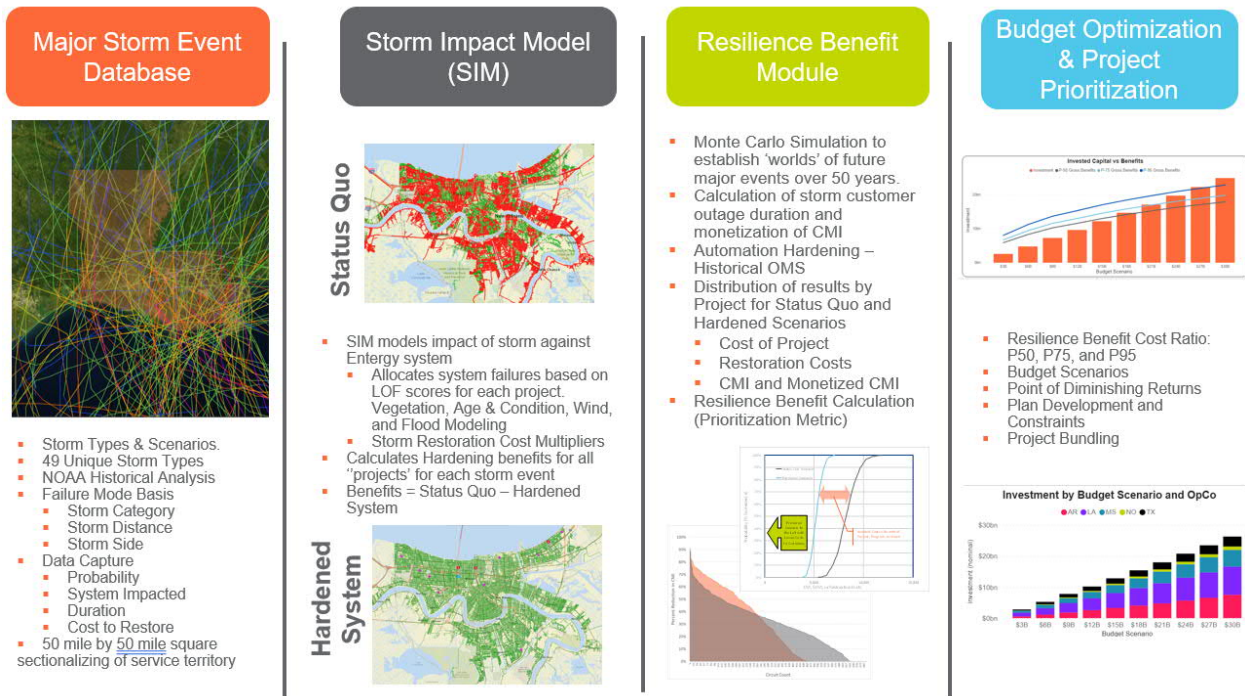 Major Storm Event
Database
Storm Types & Scenarios.
49 Unique Storm Types
NOAA Historical Analysis
Failure Mode Basis
Storm Category
Storm Distance
Storm Side
Data Capture
Probability
System Impacted
Duration
Cost to Restore
50 mile by 50 mile square
sectionalizing of service territory
Storm Impact Model
(SIM)
Status Quo
SIM models impact of storm against
Entergy system
Allocates system failures based on
LOF scores for each project.
Vegetation, Age & Condition, Wind,
and Flood Modeling
Storm Restoration Cost Multipliers
Calculates Hardening benefits for all
‘'projects’ for each storm event
Benefits = Status Quo – Hardened
System
Hardened
System
Resilience Benefit
Module
Monte Carlo Simulation to
establish ‘worlds’ of future
major events over 50 years.
Calculation of storm customer
outage duration and
monetization of CMI
Automation Hardening –
Historical OMS
Distribution of results by
Project for Status Quo and
Hardened Scenarios
Cost of Project
Restoration Costs
CMI and Monetized CMI
Resilience Benefit Calculation
(Prioritization Metric)
Circuit Count
Budget Optimization
& Project
Prioritization
Invested Capital vs Benefits
Investment
Budget Scenario
Resilience Benefit Cost Ratio:
P50, P75, and P95
Budget Scenarios
Point of Diminishing Returns
Plan Development and
Constraints
Project Bundling
Investment by Budget Scenario and OpCo
AR LA MS NO TX
Investment (nominal)
$30bn
$20bn
$10bn
$0bn
$3B $6B $9B $12B $15B $18B $21B $24B $27B $30B
Budget Scenario